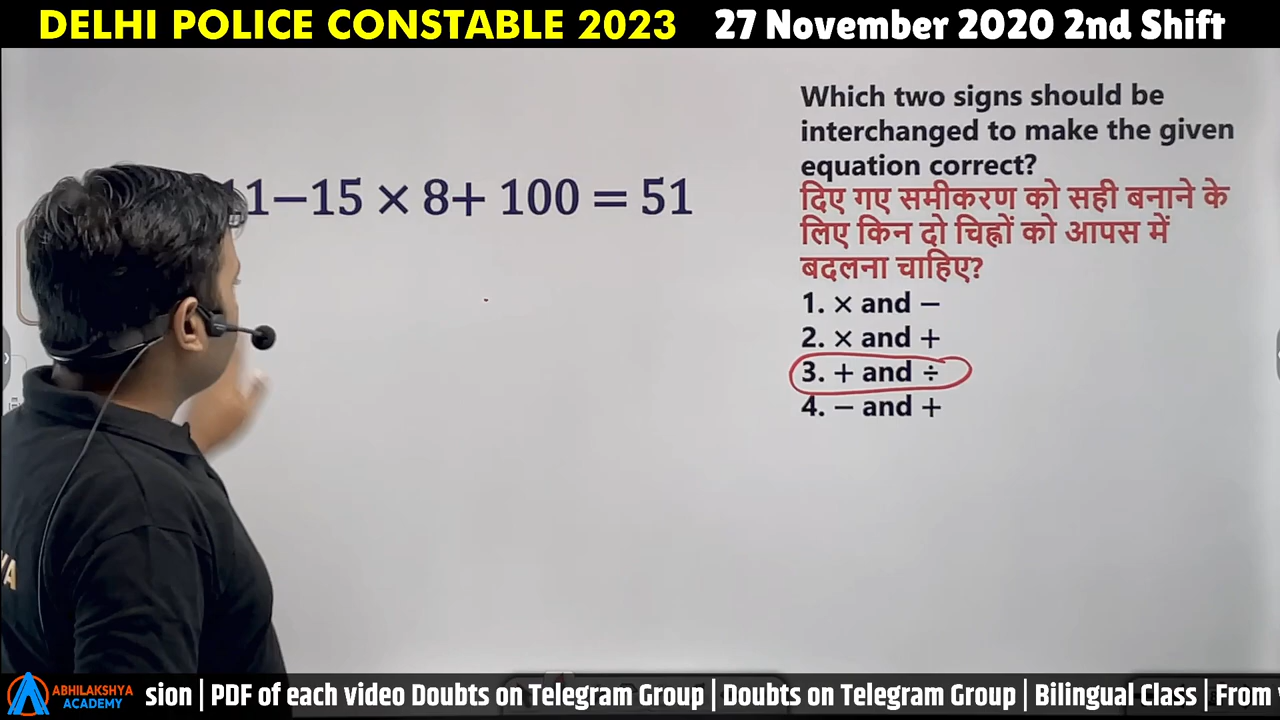 DELHI POLICE CONSTABLE 2023 27 November 2020 2nd Shift
Which two signs should be
interchanged to make the given
equation correct?
11−15 × 8+ 100 = 51
दिए गए समीकरण को सही बनाने के
लिए किन दो चिह्नों को आपस में
बदलना चाहिए?
1. × and −
2. × and +
3. + and ÷
4. − and +
ABHILAKSHYA
ACADEMY
sion | PDF of each video Doubts on Telegram Group | Doubts on Telegram Group | Bilingual Class | From